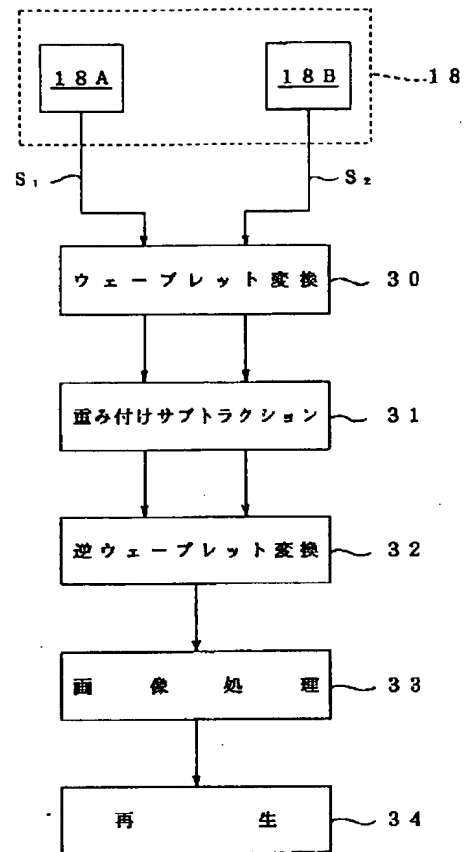 18A 18B 18
S₁ S₂
ウェーブレット変換 30
重み付けサブトラクション 31
逆ウェーブレット変換 32
画像処理 33
再生 34